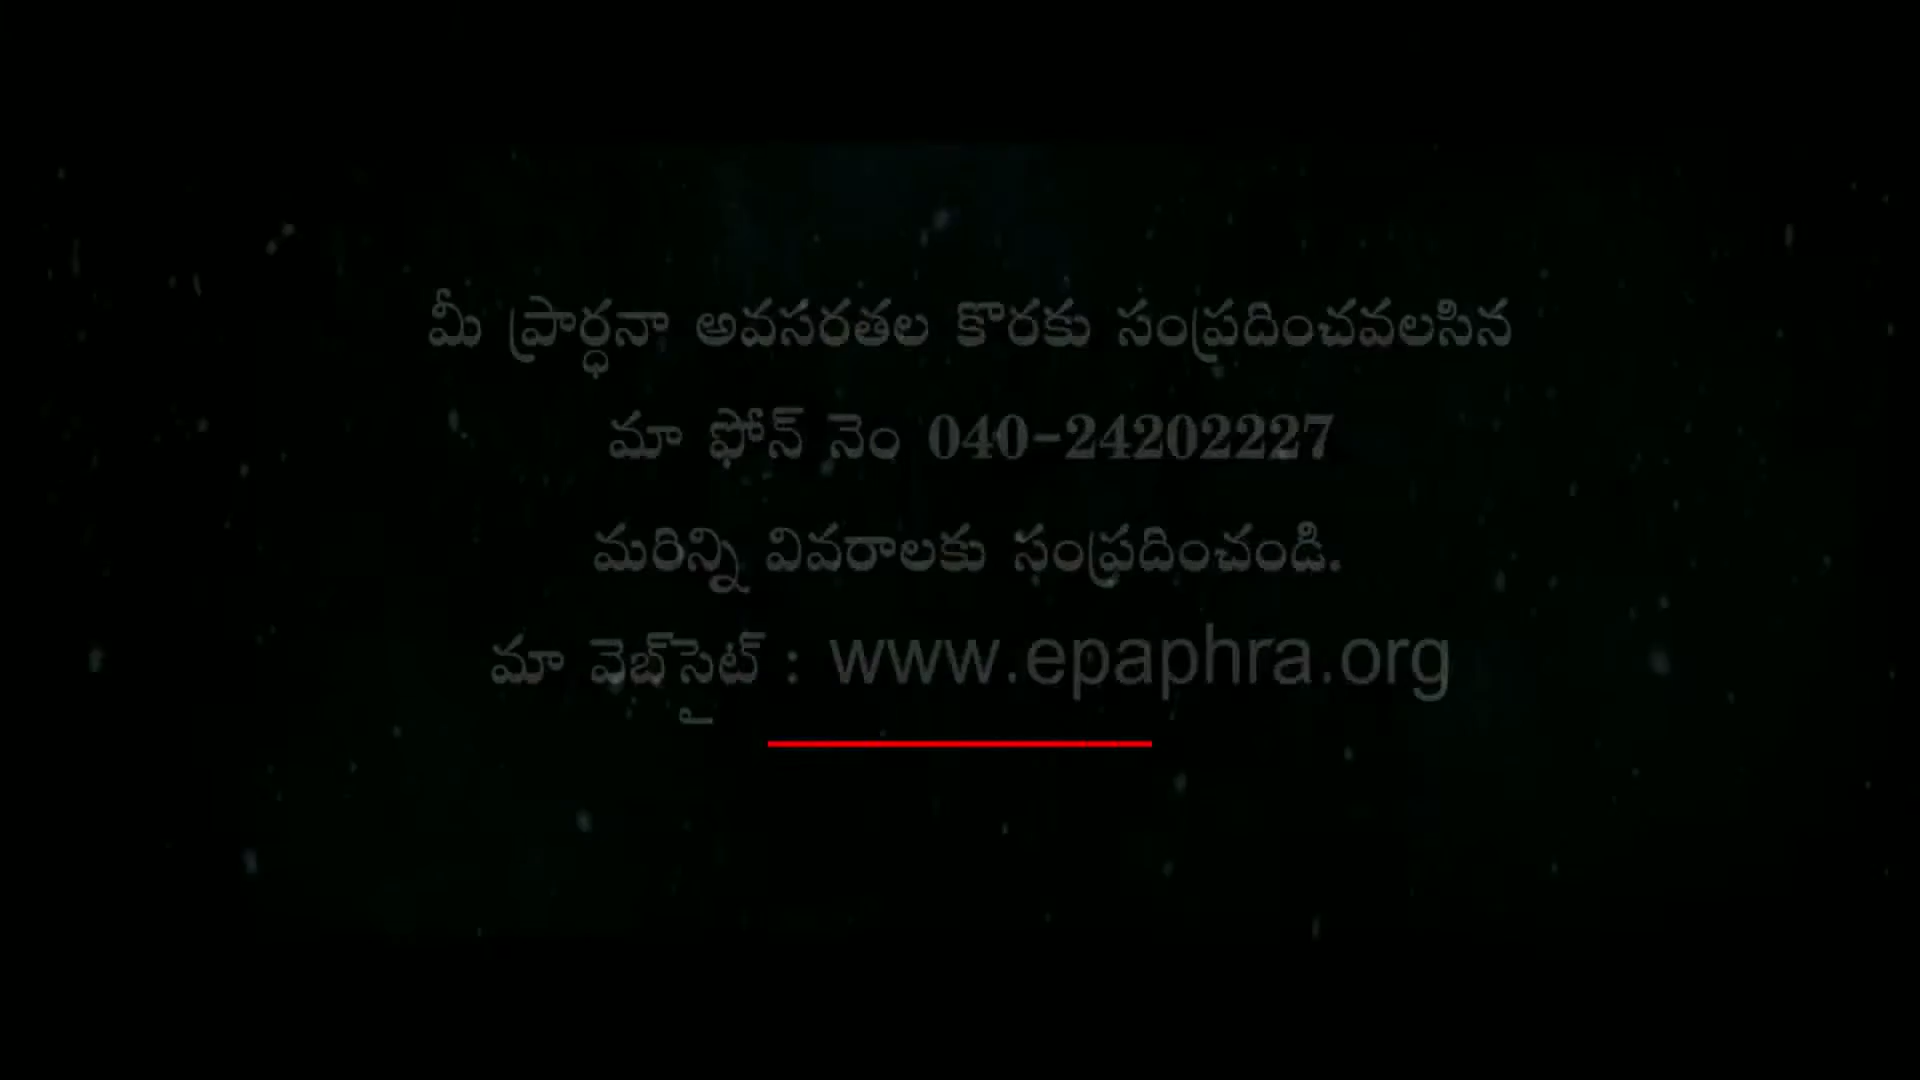 మీ ప్రార్ధనా అవసరతల కొరకు సంప్రదించవలసిన
మా ఫోన్ నెం 040-24202227
మరిన్ని వివరాలకు సంప్రదించండి.
మా వెబ్‌సైట్ : www.epaphra.org